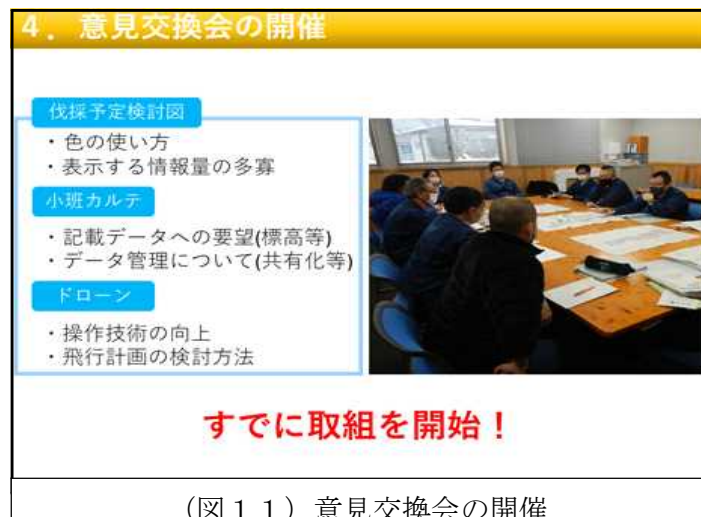 ４．意見交換会の開催
伐採予定検討図
・色の使い方
・表示する情報量の多寡
小班カルテ
・記載データへの要望(標高等)
・データ管理について(共有化等)
ドローン
・操作技術の向上
・飛行計画の検討方法
すでに取組を開始！
（図１１）意見交換会の開催